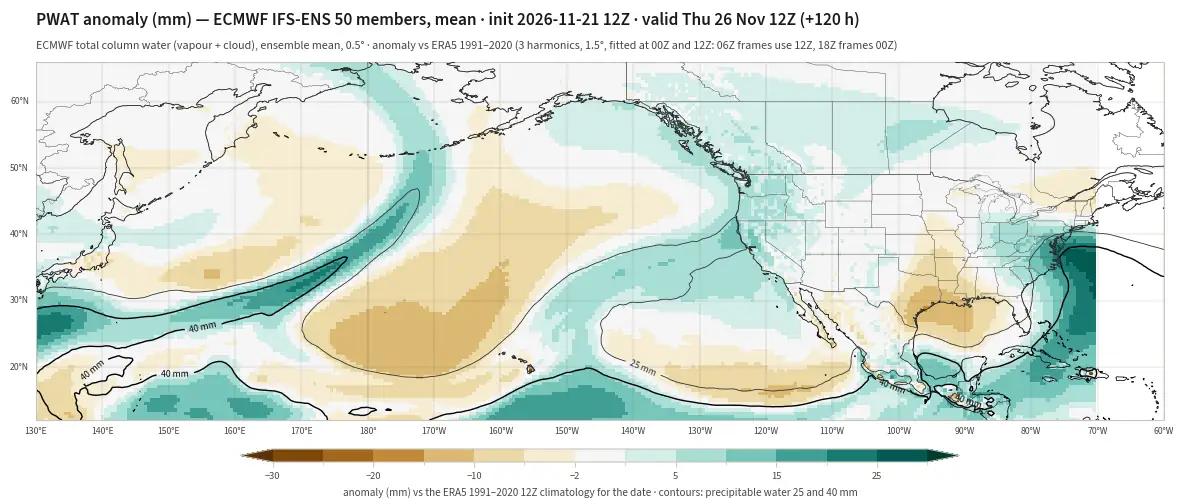 PWAT anomaly (mm) — ECMWF IFS-ENS 50 members, mean · init 2026-11-21 12Z · valid Thu 26 Nov 12Z (+120 h)
ECMWF total column water (vapour + cloud), ensemble mean, 0.5° · anomaly vs ERA5 1991–2020 (3 harmonics, 1.5°, fitted at 00Z and 12Z: 06Z frames use 12Z, 18Z frames 00Z)
60°N
50°N
40°N
30°N
40 mm
20°N
40 mm
40 mm
25 mm
40 mm
40 mm
130°E 140°E 150°E 160°E 170°E 180° 170°W 160°W 150°W 140°W 130°W 120°W 110°W 100°W 90°W 80°W 70°W 60°W
−30 −20 −10 −2 5 15 25
anomaly (mm) vs the ERA5 1991–2020 12Z climatology for the date · contours: precipitable water 25 and 40 mm